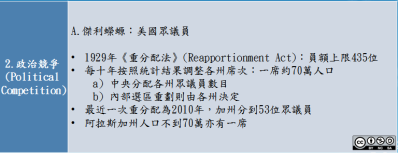 2.政治競爭
(Political
Competition)
A.傑利蠑螈：美國眾議員
• 1929年《重分配法》(Reapportionment Act)：員額上限435位
• 每十年按照統計結果調整各州席次：一席約70萬人口
a) 中央分配各州眾議員數目
b) 內部選區重劃則由各州決定
• 最近一次重分配為2010年，加州分到53位眾議員
• 阿拉斯加州人口不到70萬亦有一席